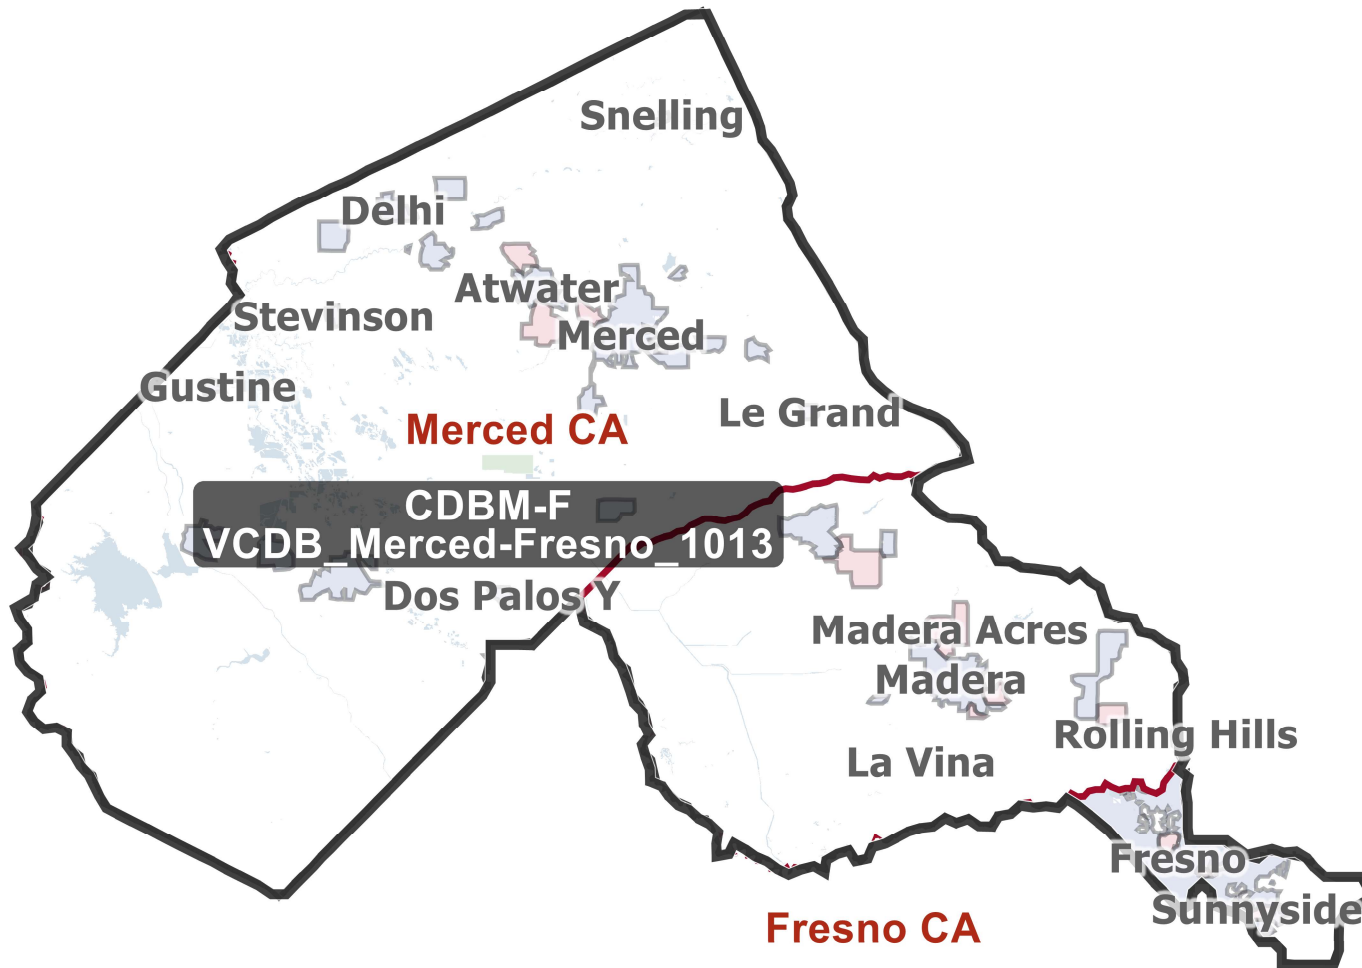 Snelling
Delhi
Atwater
Stevinson
Merced
Gustine
Le Grand
Merced CA
CDBM-F
VCDB_Merced-Fresno_1013
Dos Palos Y
Madera Acres
Madera
Rolling Hills
La Vina
Fresno
Sunnyside
Fresno CA